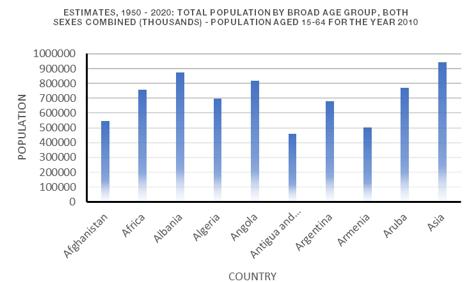 ESTIMATES, 1950 - 2020: TOTAL POPULATION BY BROAD AGE GROUP, BOTH
SEXES COMBINED (THOUSANDS) - POPULATION AGED 15-64 FOR THE YEAR 2010
POPULATION
1000000
900000
800000
700000
600000
500000
400000
300000
200000
100000
0
Afghanistan
Africa
Albania
Algeria
Angola
Antigua and...
Argentina
Armenia
Aruba
Asia
COUNTRY